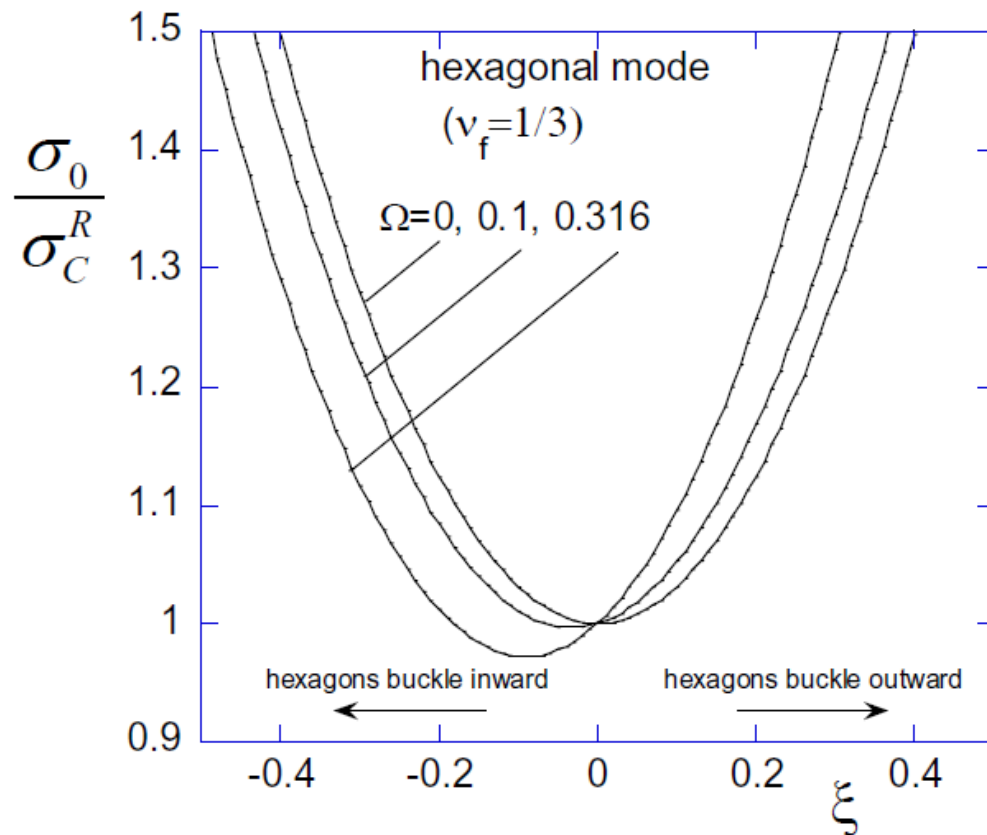 1.5
hexagonal mode
(ν_f=1/3)
1.4
σ_0
σ_C^R
Ω=0, 0.1, 0.316
1.3
1.2
1.1
1
hexagons buckle inward
hexagons buckle outward
0.9
-0.4 -0.2 0 0.2 0.4
ξ